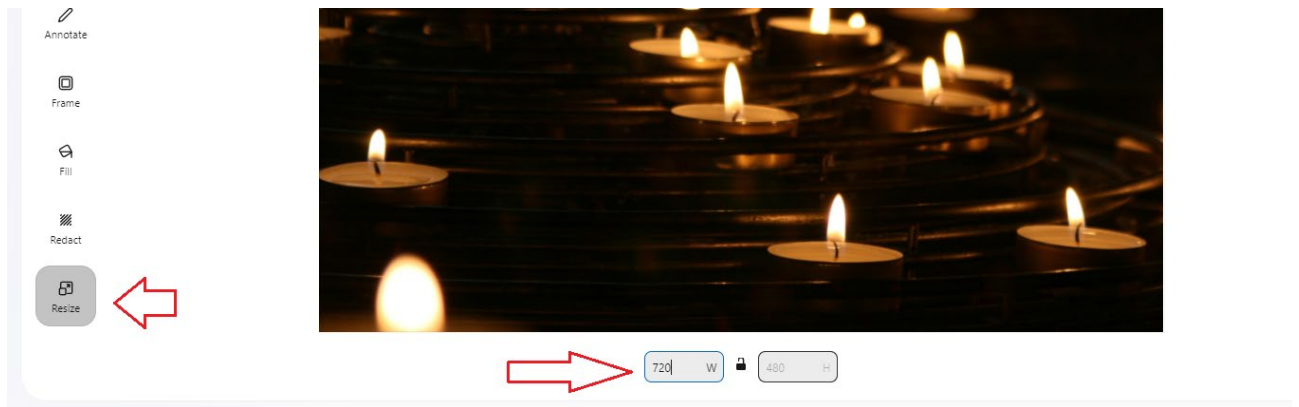 Annotate
Frame
Fill
Redact
Resize
720 W 480 H